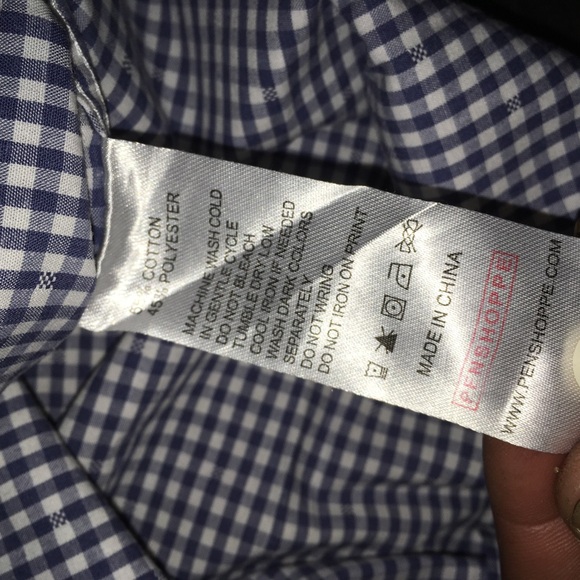 COTTON
POLYESTER
MACHINE WASH COLD
IN GENTLE CYCLE
DO NOT BLEACH
TUMBLE DRY LOW
COOL IRON IF NEEDED
WASH DARK COLORS
SEPARATELY
DO NOT WRING
DO NOT IRON ON PRINT
MADE IN CHINA
PENSHOPPE
WWW.PENSHOPPE.COM